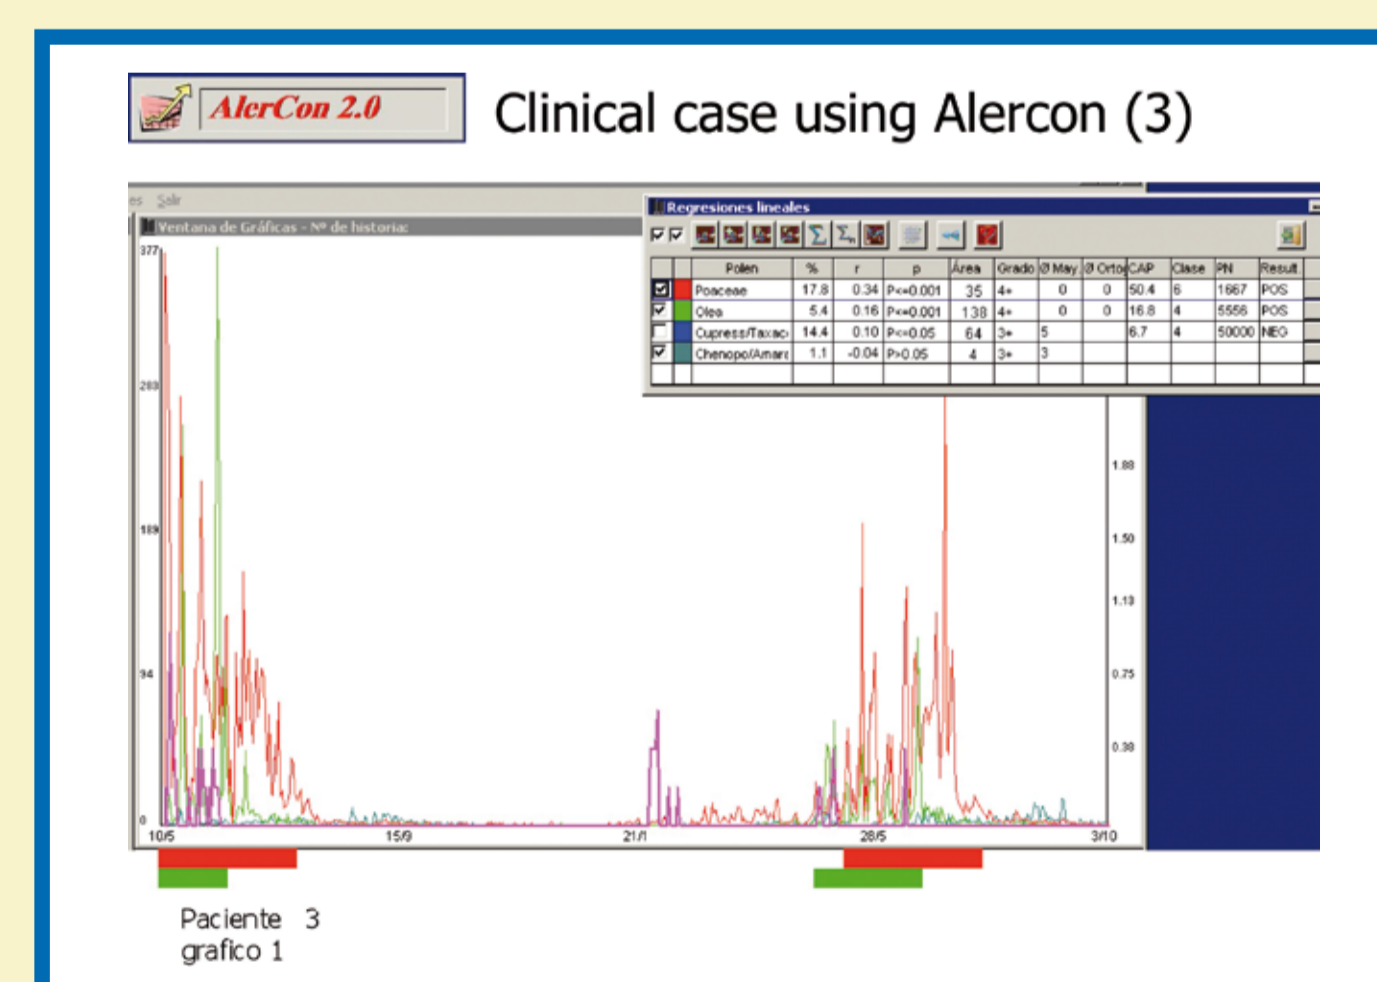 AlerCon 2.0
Clinical case using Alercon (3)
es Salir
Ventana de Gráficas - Nº de historia:
Regresiones lineales
Polen % r p Área Grado Ø May. Ø Orto CAP Clase PN Result.
Poaceae 17.8 0.34 P<=0.001 35 4+ 0 0 50.4 6 1667 POS
Olea 5.4 0.16 P<=0.001 138 4+ 0 0 16.8 4 5556 POS
Cupress/Taxac 14.4 0.10 P<=0.05 64 3+ 5 6.7 4 50000 NEG
Chenopo/Amara 1.1 -0.04 P>0.05 4 3+ 3
377
283
189
94
0
1.88
1.50
1.13
0.75
0.38
10/5 15/9 21/1 28/5 3/10
Paciente 3
grafico 1